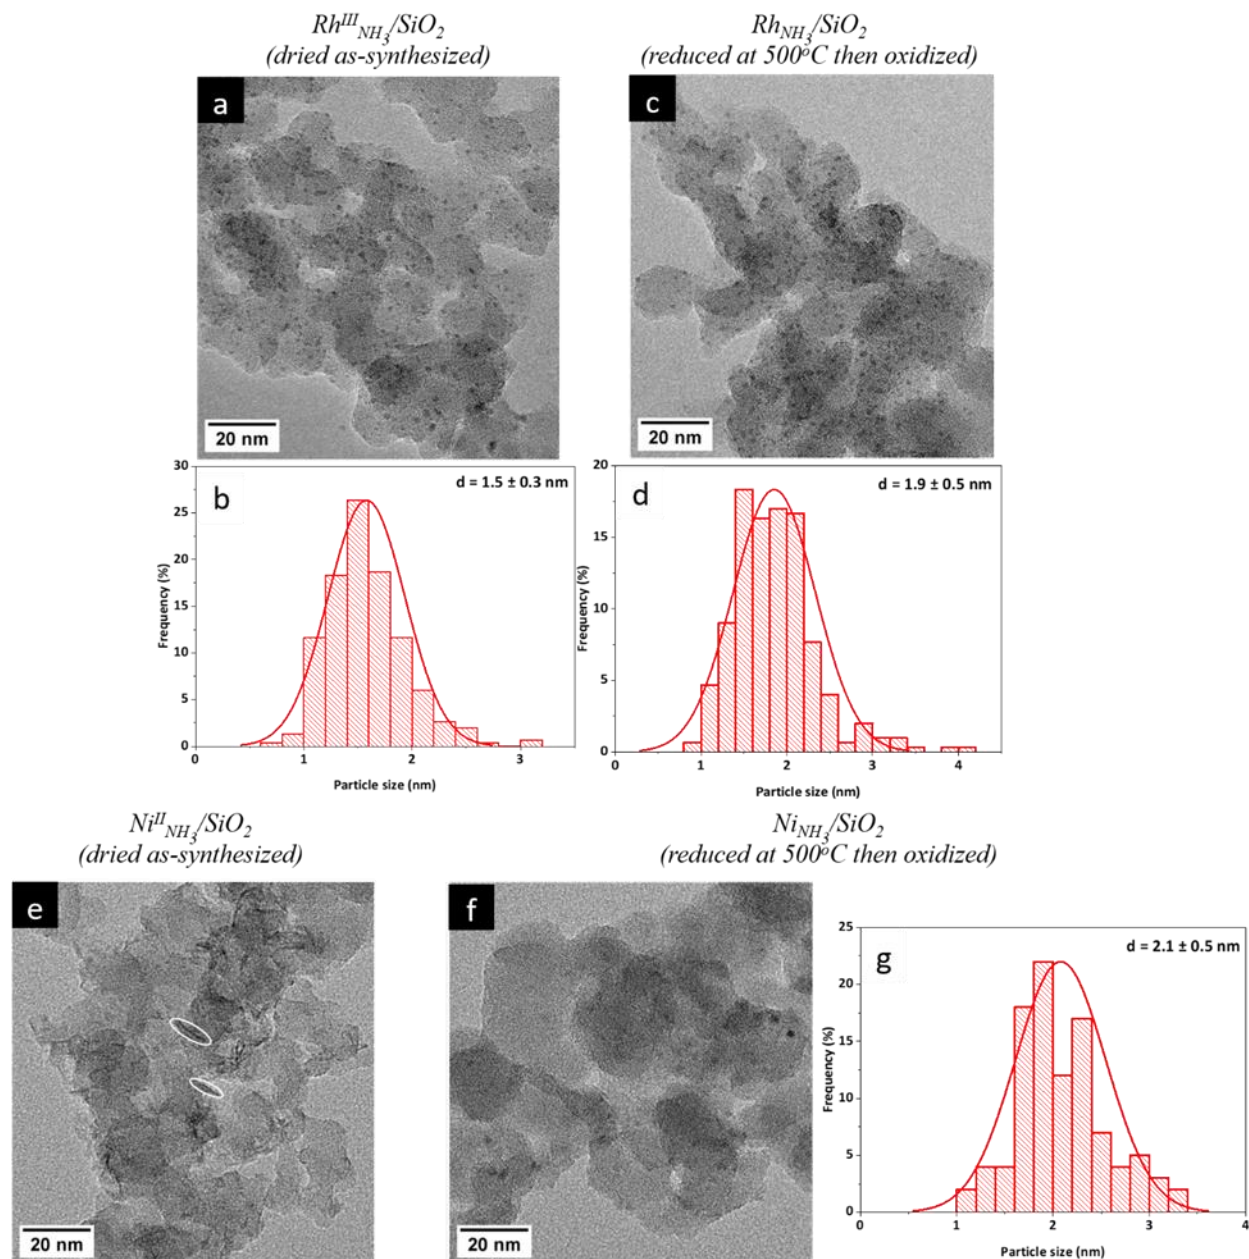 Rh^III_NH3/SiO2
(dried as-synthesized)
Rh_NH3/SiO2
(reduced at 500°C then oxidized)
a
20 nm
c
20 nm
b
d = 1.5 ± 0.3 nm
30
25
20
15
10
5
0
Frequency (%)
1
2
3
Particle size (nm)
d
d = 1.9 ± 0.5 nm
20
15
10
5
0
Frequency (%)
0
1
2
3
4
Particle size (nm)
Ni^II_NH3/SiO2
(dried as-synthesized)
Ni_NH3/SiO2
(reduced at 500°C then oxidized)
e
20 nm
f
20 nm
g
d = 2.1 ± 0.5 nm
25
20
15
10
5
0
Frequency (%)
0
1
2
3
4
Particle size (nm)